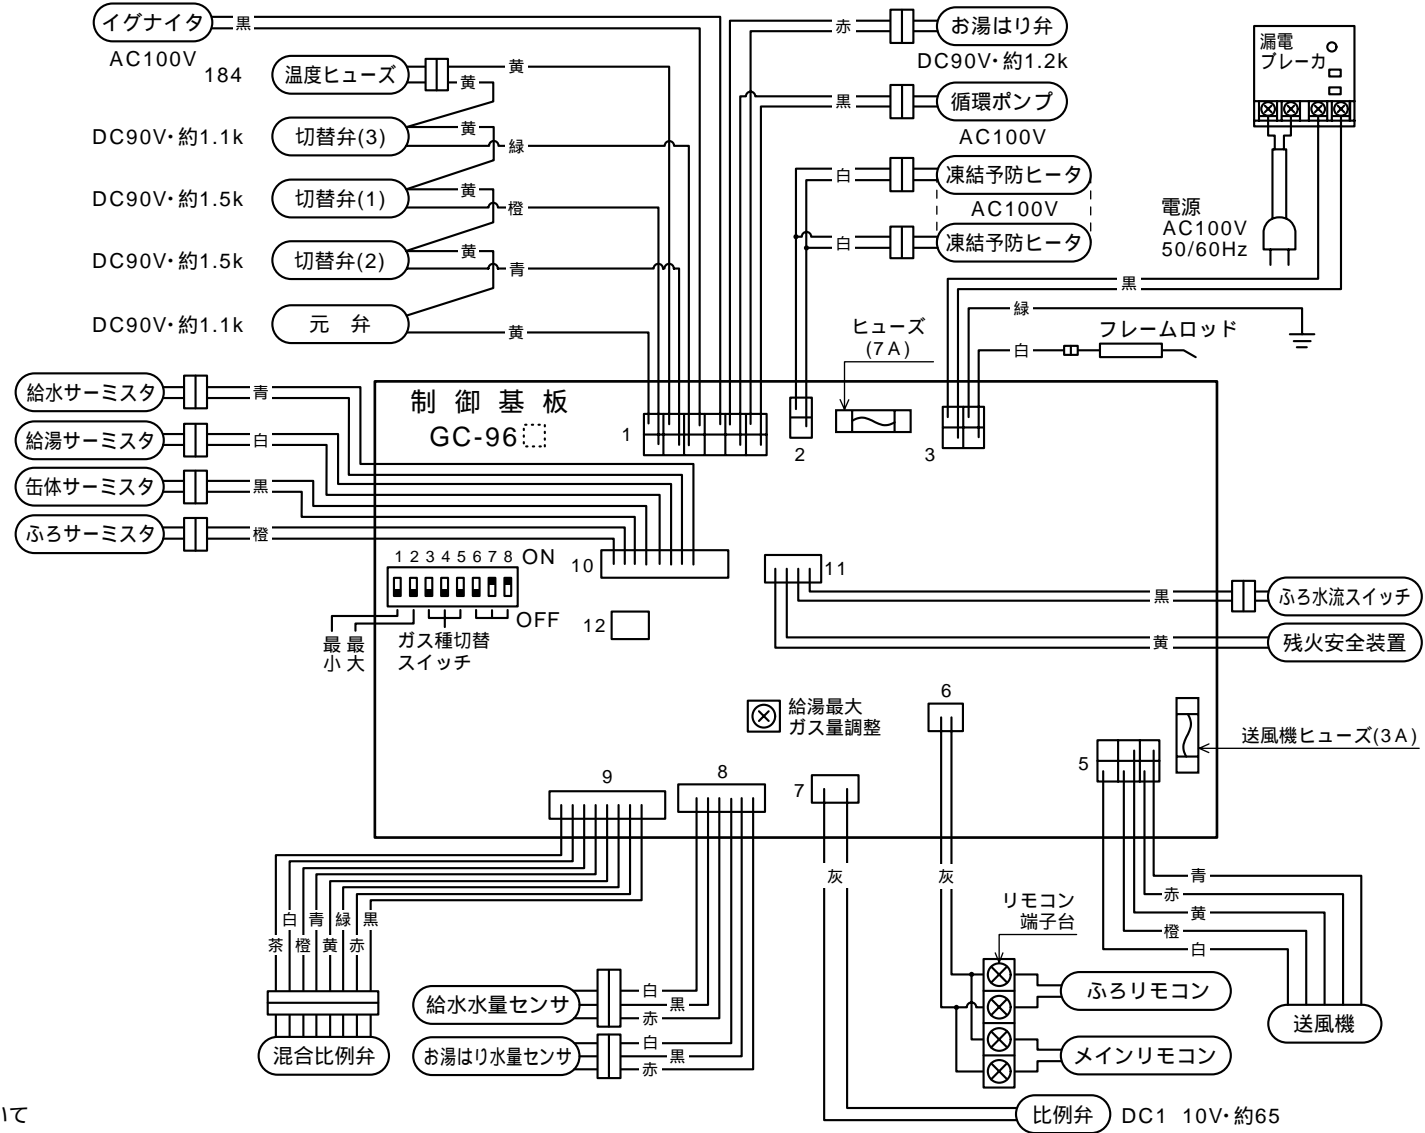 イグナイタ
黒
AC100V
184
温度ヒューズ
黄
黄
DC90V・約1.1k
切替弁(3)
黄
緑
DC90V・約1.5k
切替弁(1)
黄
橙
DC90V・約1.5k
切替弁(2)
黄
青
DC90V・約1.1k
元 弁
黄
赤
お湯はり弁
DC90V・約1.2k
黒
循環ポンプ
AC100V
白
凍結予防ヒータ
AC100V
白
凍結予防ヒータ
漏電
ブレーカ
電源
AC100V
50/60Hz
黒
緑
白
フレームロッド
ヒューズ
(7A)
給水サーミスタ
青
給湯サーミスタ
白
缶体サーミスタ
黒
ふろサーミスタ
橙
制御基板
GC-96
1
2
3
1 2 3 4 5 6 7 8 ON
OFF
最小
最大
ガス種切替
スイッチ
10
12
11
黒
ふろ水流スイッチ
黄
残火安全装置
給湯最大
ガス量調整
6
5
送風機ヒューズ(3A)
9
8
7
茶
白
橙
青
黄
緑
赤
黒
混合比例弁
給水水量センサ
白
黒
赤
お湯はり水量センサ
白
黒
赤
灰
灰
リモコン
端子台
ふろリモコン
メインリモコン
青
赤
黄
橙
白
送風機
比例弁
DC1 10V・約65
いて